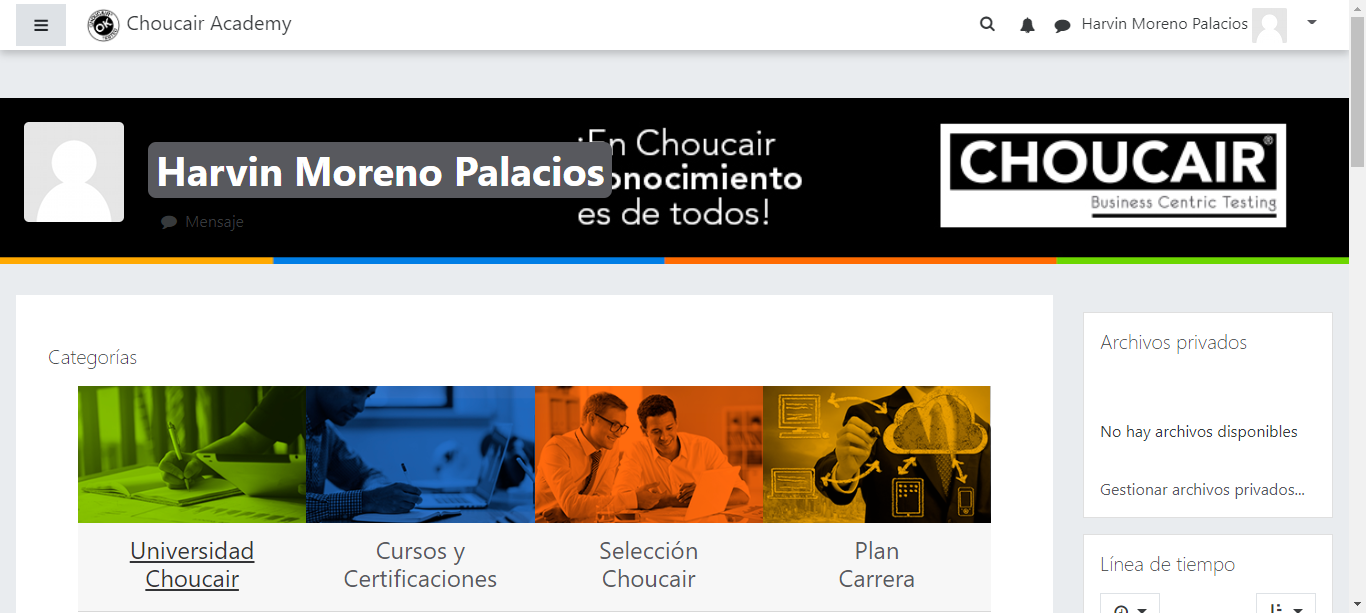 Choucair Academy
Harvin Moreno Palacios
Harvin Moreno Palacios
Mensaje
¡En Choucair
onocimiento
es de todos!
CHOUCAIR®
Business Centric Testing
Categorías
Universidad
Choucair
Cursos y
Certificaciones
Selección
Choucair
Plan
Carrera
Archivos privados
No hay archivos disponibles
Gestionar archivos privados...
Línea de tiempo